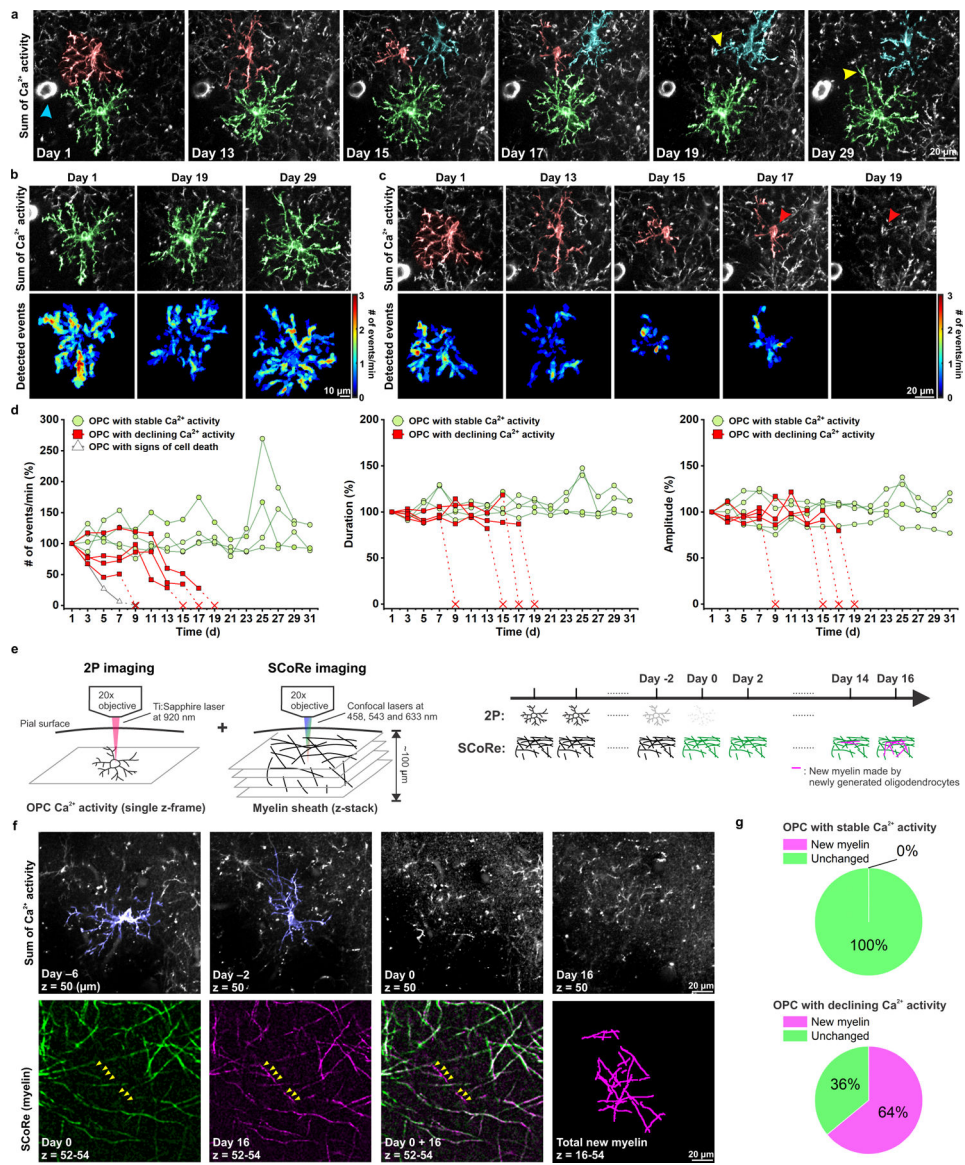 a
Sum of Ca²⁺ activity
Day 1
Day 13
Day 15
Day 17
Day 19
Day 29
20 µm
b
Day 1
Day 19
Day 29
Sum of Ca²⁺ activity
Detected events
3
2
1
0
# of events/min
10 µm
c
Day 1
Day 13
Day 15
Day 17
Day 19
Sum of Ca²⁺ activity
Detected events
3
2
1
0
# of events/min
20 µm
d
OPC with stable Ca²⁺ activity
OPC with declining Ca²⁺ activity
OPC with signs of cell death
# of events/min (%)
300
250
200
150
100
50
0
1 3 5 7 9 11 13 15 17 19 21 23 25 27 29 31
Time (d)
OPC with stable Ca²⁺ activity
OPC with declining Ca²⁺ activity
Duration (%)
200
150
100
50
0
1 3 5 7 9 11 13 15 17 19 21 23 25 27 29 31
Time (d)
OPC with stable Ca²⁺ activity
OPC with declining Ca²⁺ activity
Amplitude (%)
200
150
100
50
0
1 3 5 7 9 11 13 15 17 19 21 23 25 27 29 31
Time (d)
e
2P imaging
20x
objective
Ti:Sapphire laser
at 920 nm
Pial surface
OPC Ca²⁺ activity (single z-frame)
+
SCoRe imaging
20x
objective
Confocal lasers at
458, 543 and 633 nm
~100 µm
Myelin sheath (z-stack)
Day -2
Day 0
Day 2
Day 14
Day 16
2P:
SCoRe:
: New myelin made by
newly generated oligodendrocytes
f
Sum of Ca²⁺ activity
Day –6
z = 50 (µm)
Day –2
z = 50
Day 0
z = 50
Day 16
z = 50
20 µm
SCoRe (myelin)
Day 0
z = 52-54
Day 16
z = 52-54
Day 0 + 16
z = 52-54
Total new myelin
z = 16-54
20 µm
g
OPC with stable Ca²⁺ activity
New myelin
Unchanged
0%
100%
OPC with declining Ca²⁺ activity
New myelin
Unchanged
36%
64%